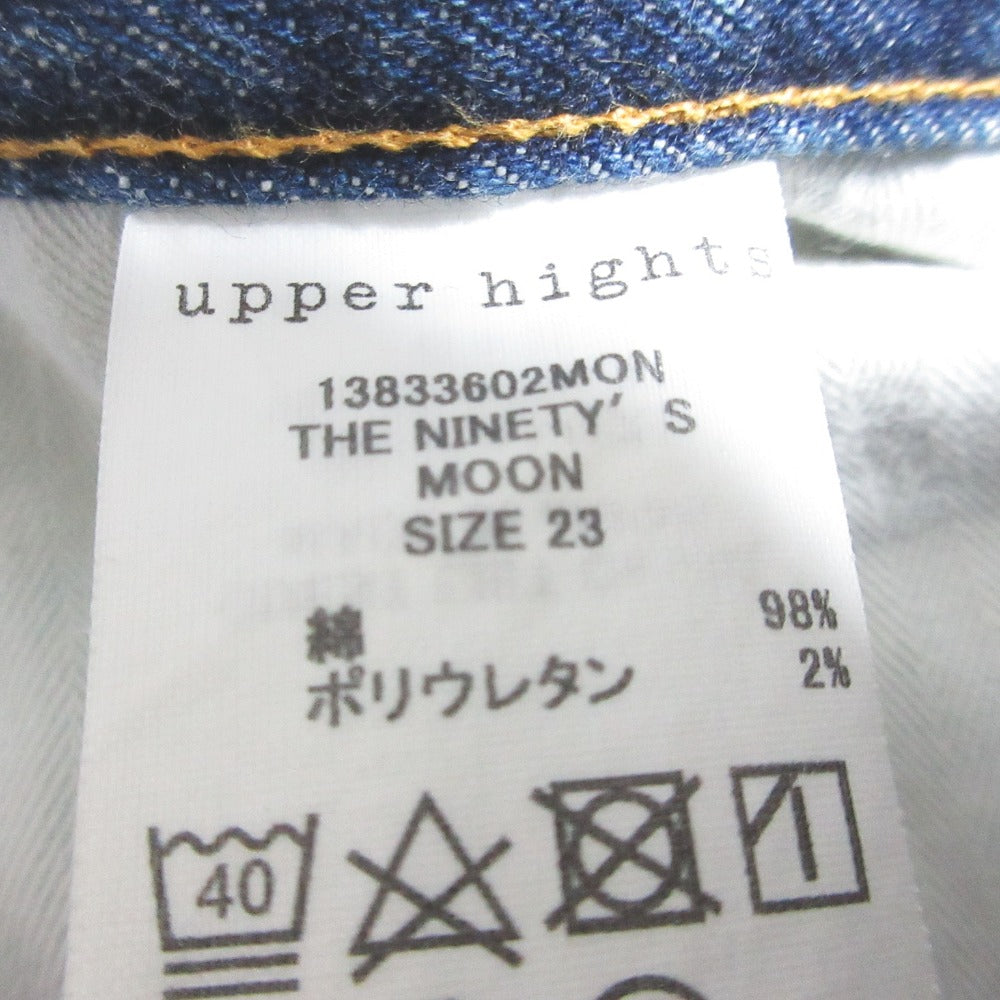 upper hights
13833602MON
THE NINETY'S
MOON
SIZE 23
綿 98%
ポリウレタン 2%
40